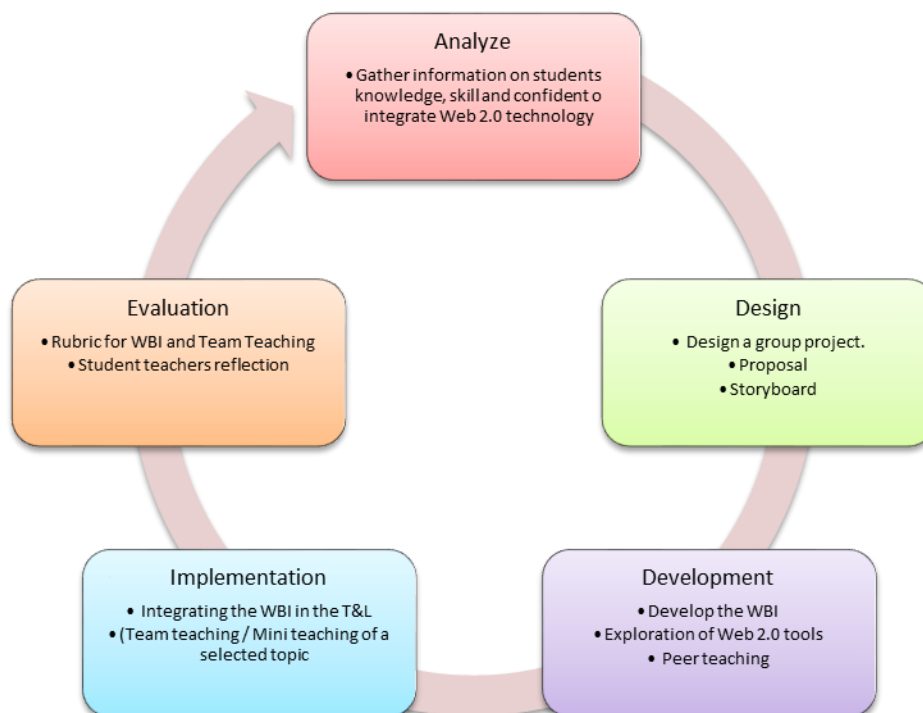 Analyze
• Gather information on students
knowledge, skill and confident o
integrate Web 2.0 technology
Evaluation
• Rubric for WBI and Team Teaching
• Student teachers reflection
Design
• Design a group project.
• Proposal
• Storyboard
Implementation
• Integrating the WBI in the T&L
• (Team teaching / Mini teaching of a
selected topic
Development
• Develop the WBI
• Exploration of Web 2.0 tools
• Peer teaching